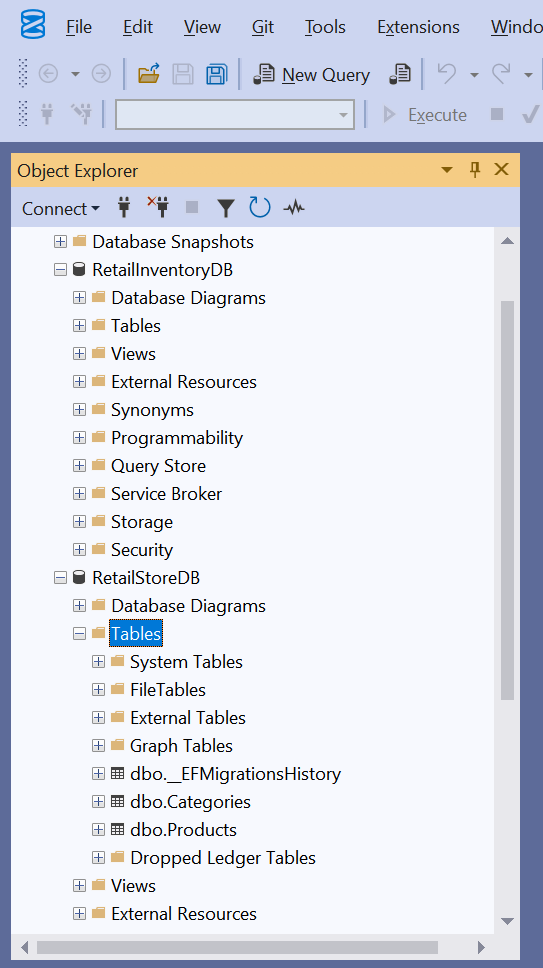 File Edit View Git Tools Extensions Windo
New Query
Execute
Object Explorer
Connect
Database Snapshots
RetailInventoryDB
Database Diagrams
Tables
Views
External Resources
Synonyms
Programmability
Query Store
Service Broker
Storage
Security
RetailStoreDB
Database Diagrams
Tables
System Tables
FileTables
External Tables
Graph Tables
dbo.__EFMigrationsHistory
dbo.Categories
dbo.Products
Dropped Ledger Tables
Views
External Resources